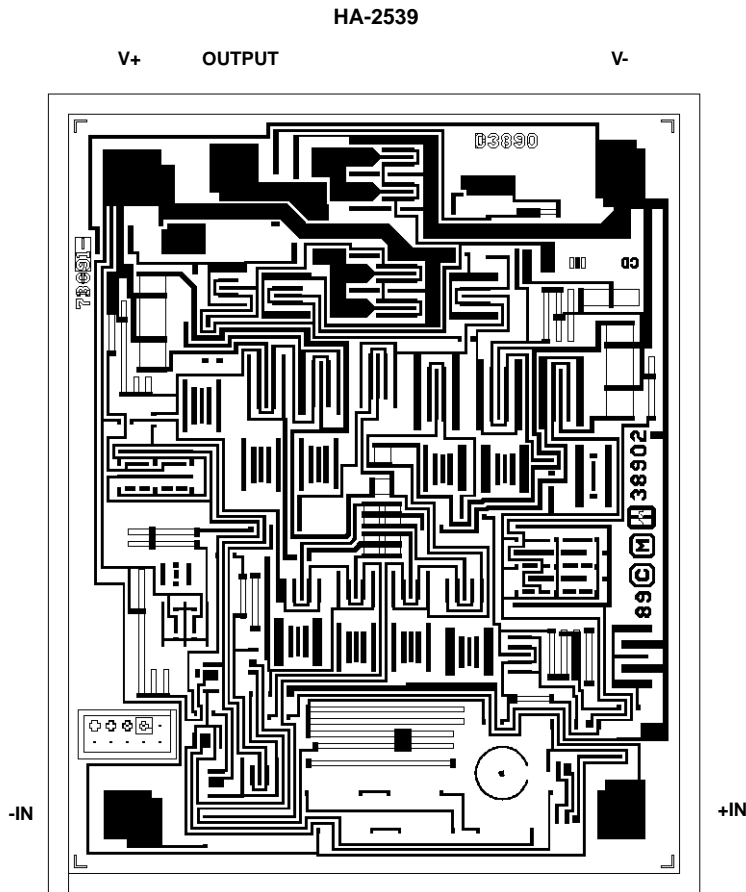 HA-2539
V+ OUTPUT V-
D3890
73091-
CD
89 C M H 38902
-IN +IN